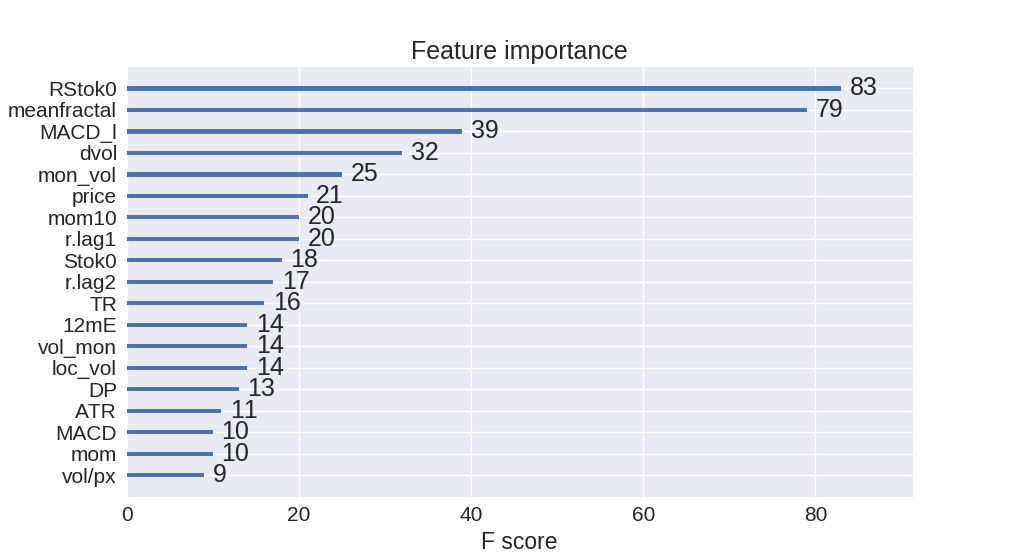 Feature importance
RStok0 83
meanfractal 79
MACD_l 39
dvol 32
mon_vol 25
price 21
mom10 20
r.lag1 20
Stok0 18
r.lag2 17
TR 16
12mE 14
vol_mon 14
loc_vol 14
DP 13
ATR 11
MACD 10
mom 10
vol/px 9
0 20 40 60 80
F score